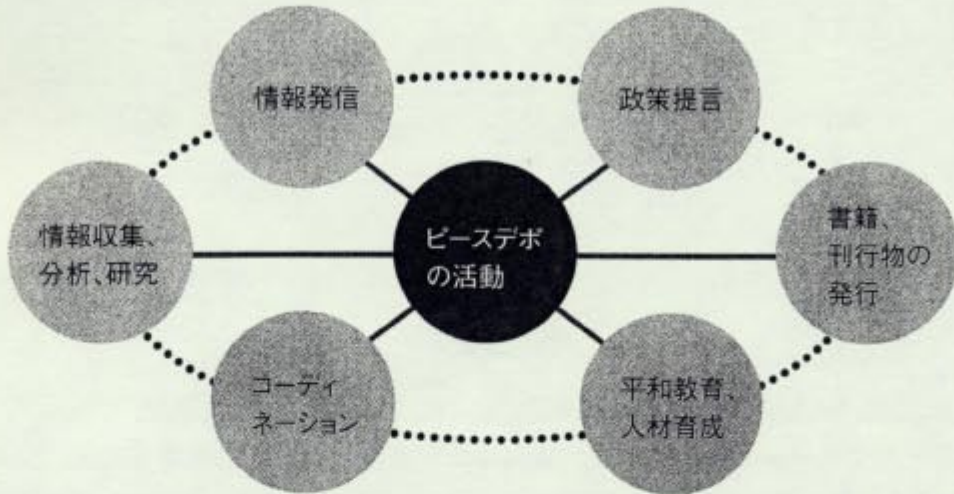 情報発信
政策提言
情報収集、
分析、研究
ピースデポ
の活動
書籍、
刊行物の
発行
コーディ
ネーション
平和教育、
人材育成